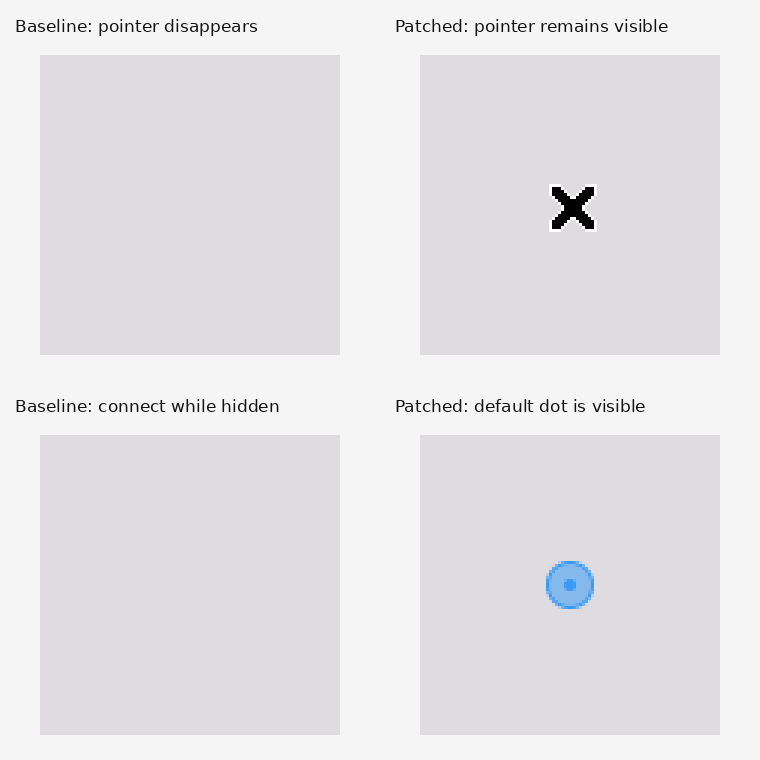 Baseline: pointer disappears
Patched: pointer remains visible
Baseline: connect while hidden
Patched: default dot is visible